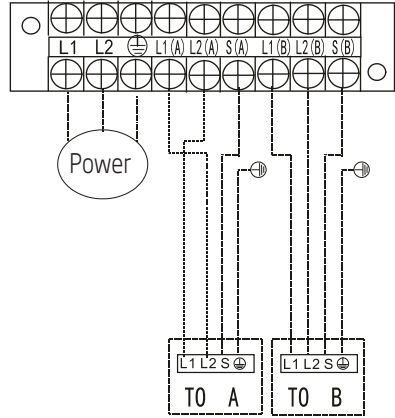 L1 L2 L1(A) L2(A) S(A) L1(B) L2(B) S(B)
Power
L1 L2 S
TO A
L1 L2 S
TO B